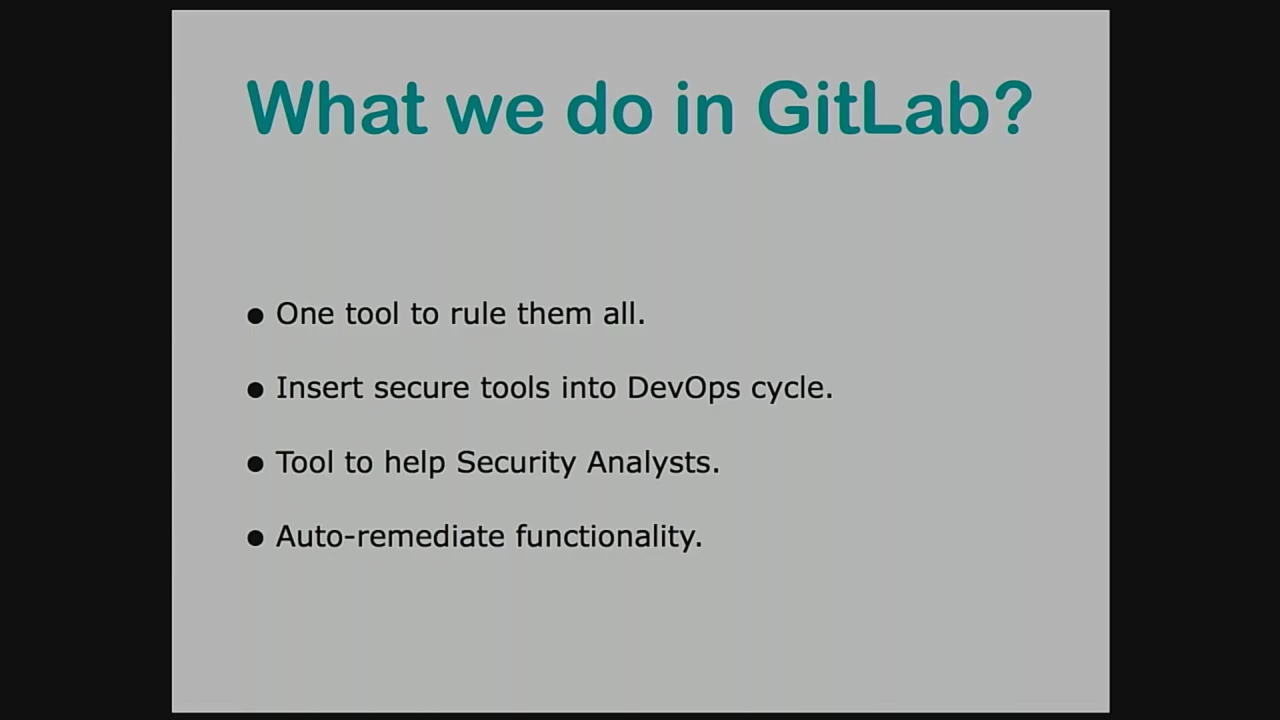 What we do in GitLab?
● One tool to rule them all.
● Insert secure tools into DevOps cycle.
● Tool to help Security Analysts.
● Auto-remediate functionality.